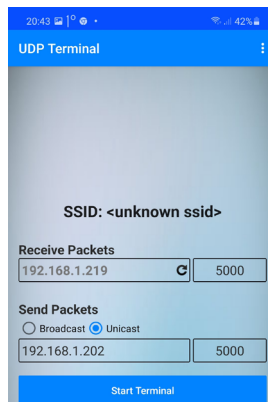 20:43 42%
UDP Terminal
SSID: <unknown ssid>
Receive Packets
192.168.1.219 5000
Send Packets
Broadcast Unicast
192.168.1.202 5000
Start Terminal